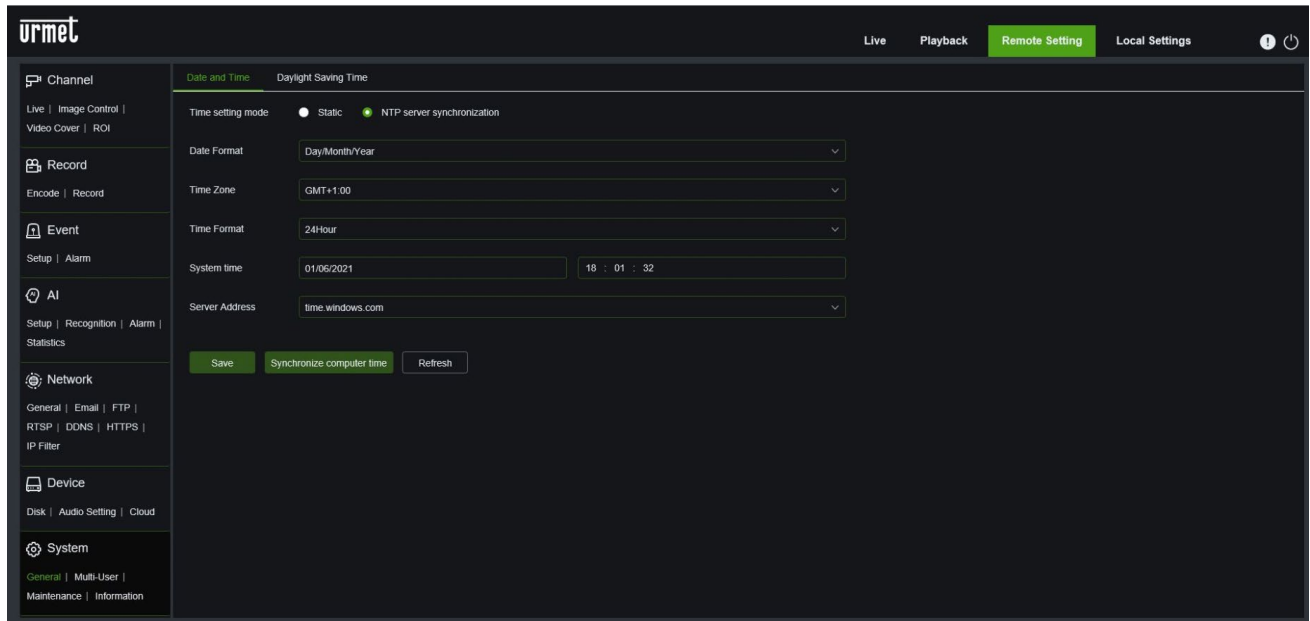 urmet
Live Playback Remote Setting Local Settings
Channel
Live | Image Control |
Video Cover | ROI
Record
Encode | Record
Event
Setup | Alarm
AI
Setup | Recognition | Alarm |
Statistics
Network
General | Email | FTP |
RTSP | DDNS | HTTPS |
IP Filter
Device
Disk | Audio Setting | Cloud
System
General | Multi-User |
Maintenance | Information
Date and Time Daylight Saving Time
Time setting mode Static NTP server synchronization
Date Format Day/Month/Year
Time Zone GMT+1:00
Time Format 24Hour
System time 01/06/2021 18 : 01 : 32
Server Address time.windows.com
Save Synchronize computer time Refresh